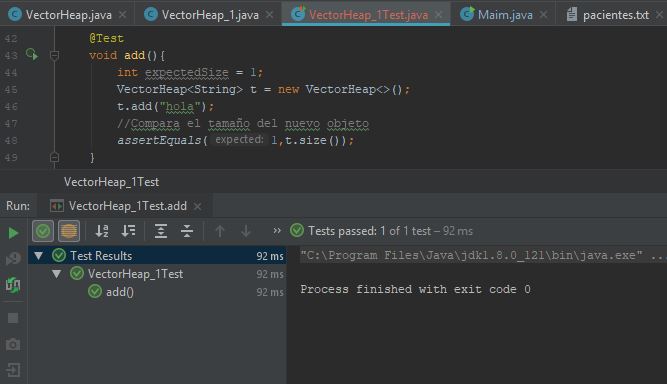 VectorHeap.java × VectorHeap_1.java × VectorHeap_1Test.java × Maim.java × pacientes.txt
42 @Test
43 void add(){
44 int expectedSize = 1;
45 VectorHeap<String> t = new VectorHeap<>();
46 t.add("hola");
47 //Compara el tamaño del nuevo objeto
48 assertEquals( expected: 1,t.size());
49 }
VectorHeap_1Test
Run: VectorHeap_1Test.add ×
Tests passed: 1 of 1 test – 92 ms
Test Results 92 ms
VectorHeap_1Test 92 ms
add() 92 ms
"C:\Program Files\Java\jdk1.8.0_121\bin\java.exe" ...
Process finished with exit code 0